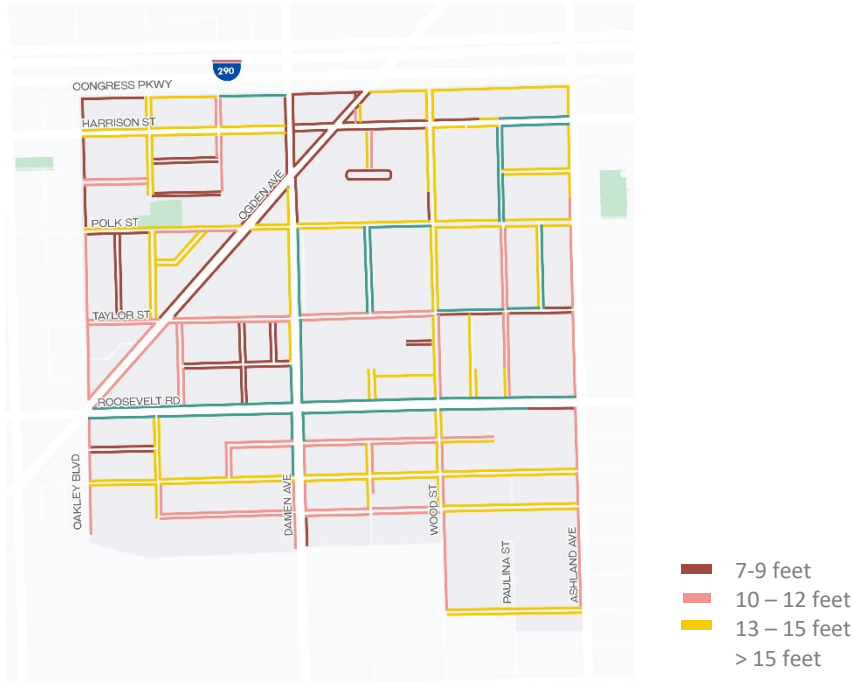 290
CONGRESS PKWY
HARRISON ST
OGDEN AVE
POLK ST
TAYLOR ST
ROOSEVELT RD
OAKLEY BLVD
DAMEN AVE
WOOD ST
PAULINA ST
ASHLAND AVE
7-9 feet
10 – 12 feet
13 – 15 feet
> 15 feet